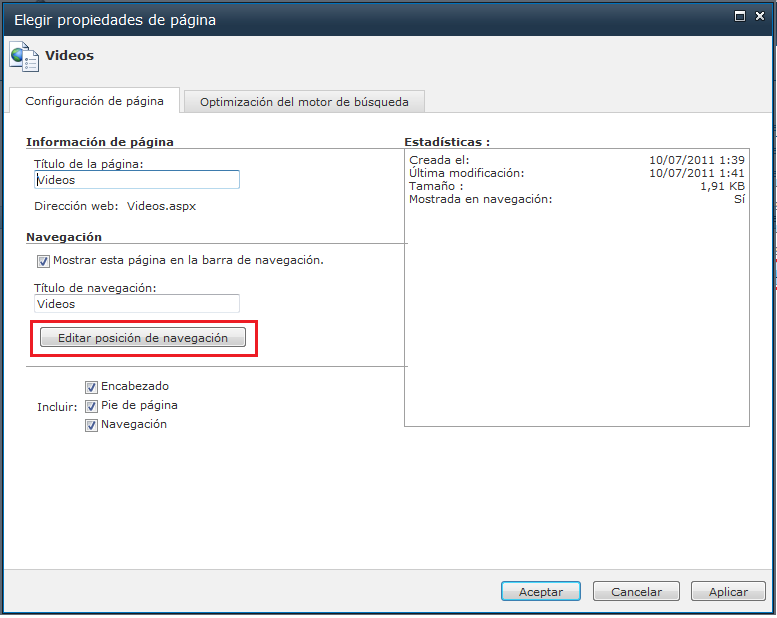 Elegir propiedades de página
Videos
Configuración de página
Optimización del motor de búsqueda
Información de página
Título de la página:
Videos
Dirección web: Videos.aspx
Navegación
Mostrar esta página en la barra de navegación.
Título de navegación:
Videos
Editar posición de navegación
Incluir:
Encabezado
Pie de página
Navegación
Estadísticas :
Creada el: 10/07/2011 1:39
Última modificación: 10/07/2011 1:41
Tamaño : 1,91 KB
Mostrada en navegación: Sí
Aceptar
Cancelar
Aplicar